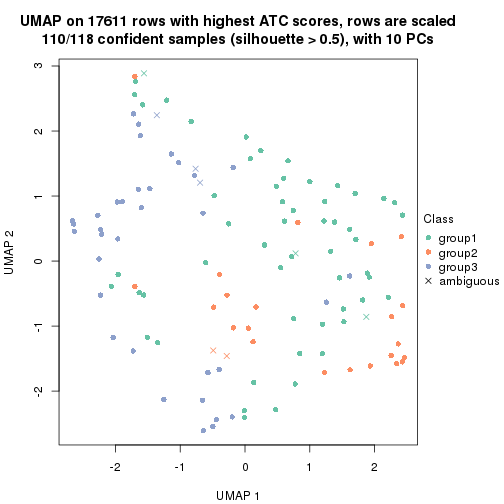 UMAP on 17611 rows with highest ATC scores, rows are scaled
110/118 confident samples (silhouette > 0.5), with 10 PCs
3
2
1
0
-1
-2
UMAP 2
-2
-1
0
1
2
UMAP 1
Class
group1
group2
group3
ambiguous